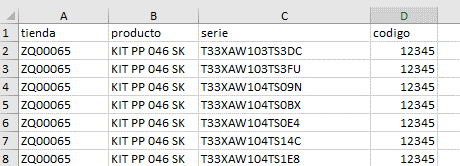 A B C D
1 tienda producto serie codigo
2 ZQ00065 KIT PP 046 SK T33XAW103TS3DC 12345
3 ZQ00065 KIT PP 046 SK T33XAW103TS3FU 12345
4 ZQ00065 KIT PP 046 SK T33XAW104TS09N 12345
5 ZQ00065 KIT PP 046 SK T33XAW104TS0BX 12345
6 ZQ00065 KIT PP 046 SK T33XAW104TS0E4 12345
7 ZQ00065 KIT PP 046 SK T33XAW104TS14C 12345
8 ZQ00065 KIT PP 046 SK T33XAW104TS1E8 12345